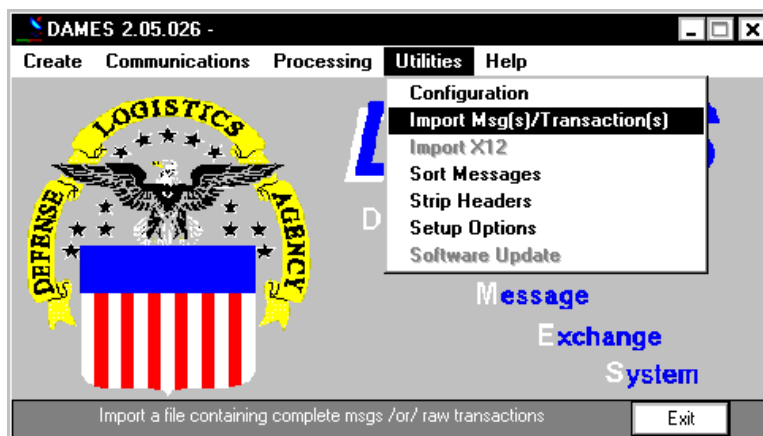 DAMES 2.05.026 -
Create Communications Processing Utilities Help
Configuration
Import Msg(s)/Transaction(s)
Import X12
Sort Messages
Strip Headers
Setup Options
Software Update
DEFENSE LOGISTICS AGENCY
D
Message
Exchange
System
Import a file containing complete msgs /or/ raw transactions
Exit